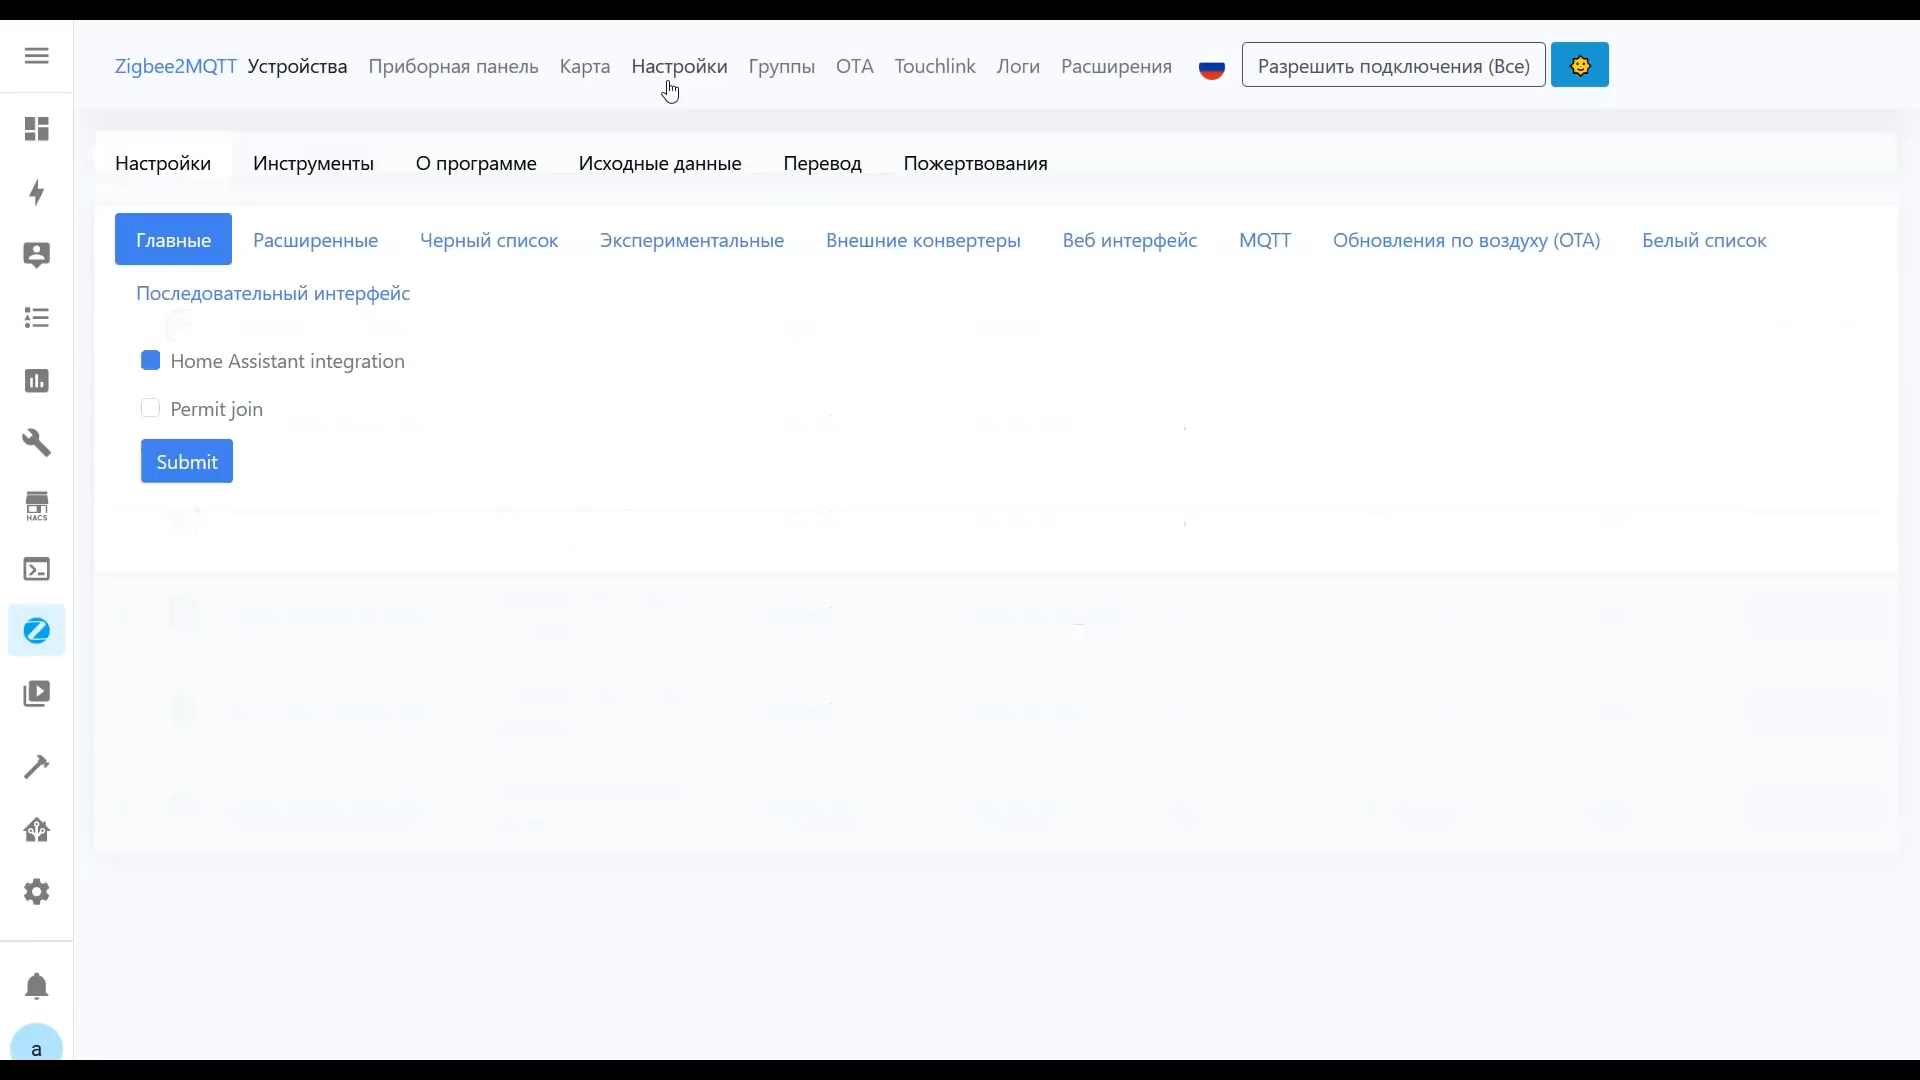 Zigbee2MQTT Устройства Приборная панель Карта Настройки Группы OTA Touchlink Логи Расширения Разрешить подключения (Все)
Настройки Инструменты О программе Исходные данные Перевод Пожертвования
Главные Расширенные Черный список Экспериментальные Внешние конвертеры Веб интерфейс MQTT Обновления по воздуху (OTA) Белый список
Последовательный интерфейс
Home Assistant integration
Permit join
Submit
HACS
a